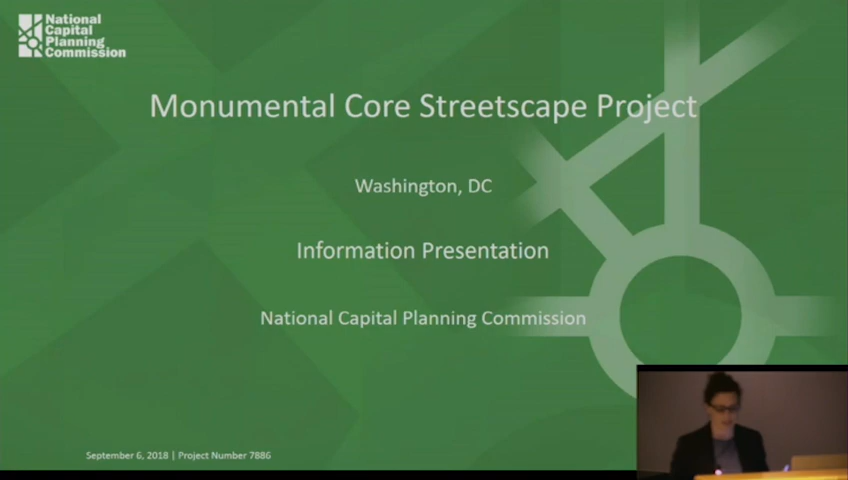 National
Capital
Planning
Commission
Monumental Core Streetscape Project
Washington, DC
Information Presentation
National Capital Planning Commission
September 6, 2018 | Project Number 7886